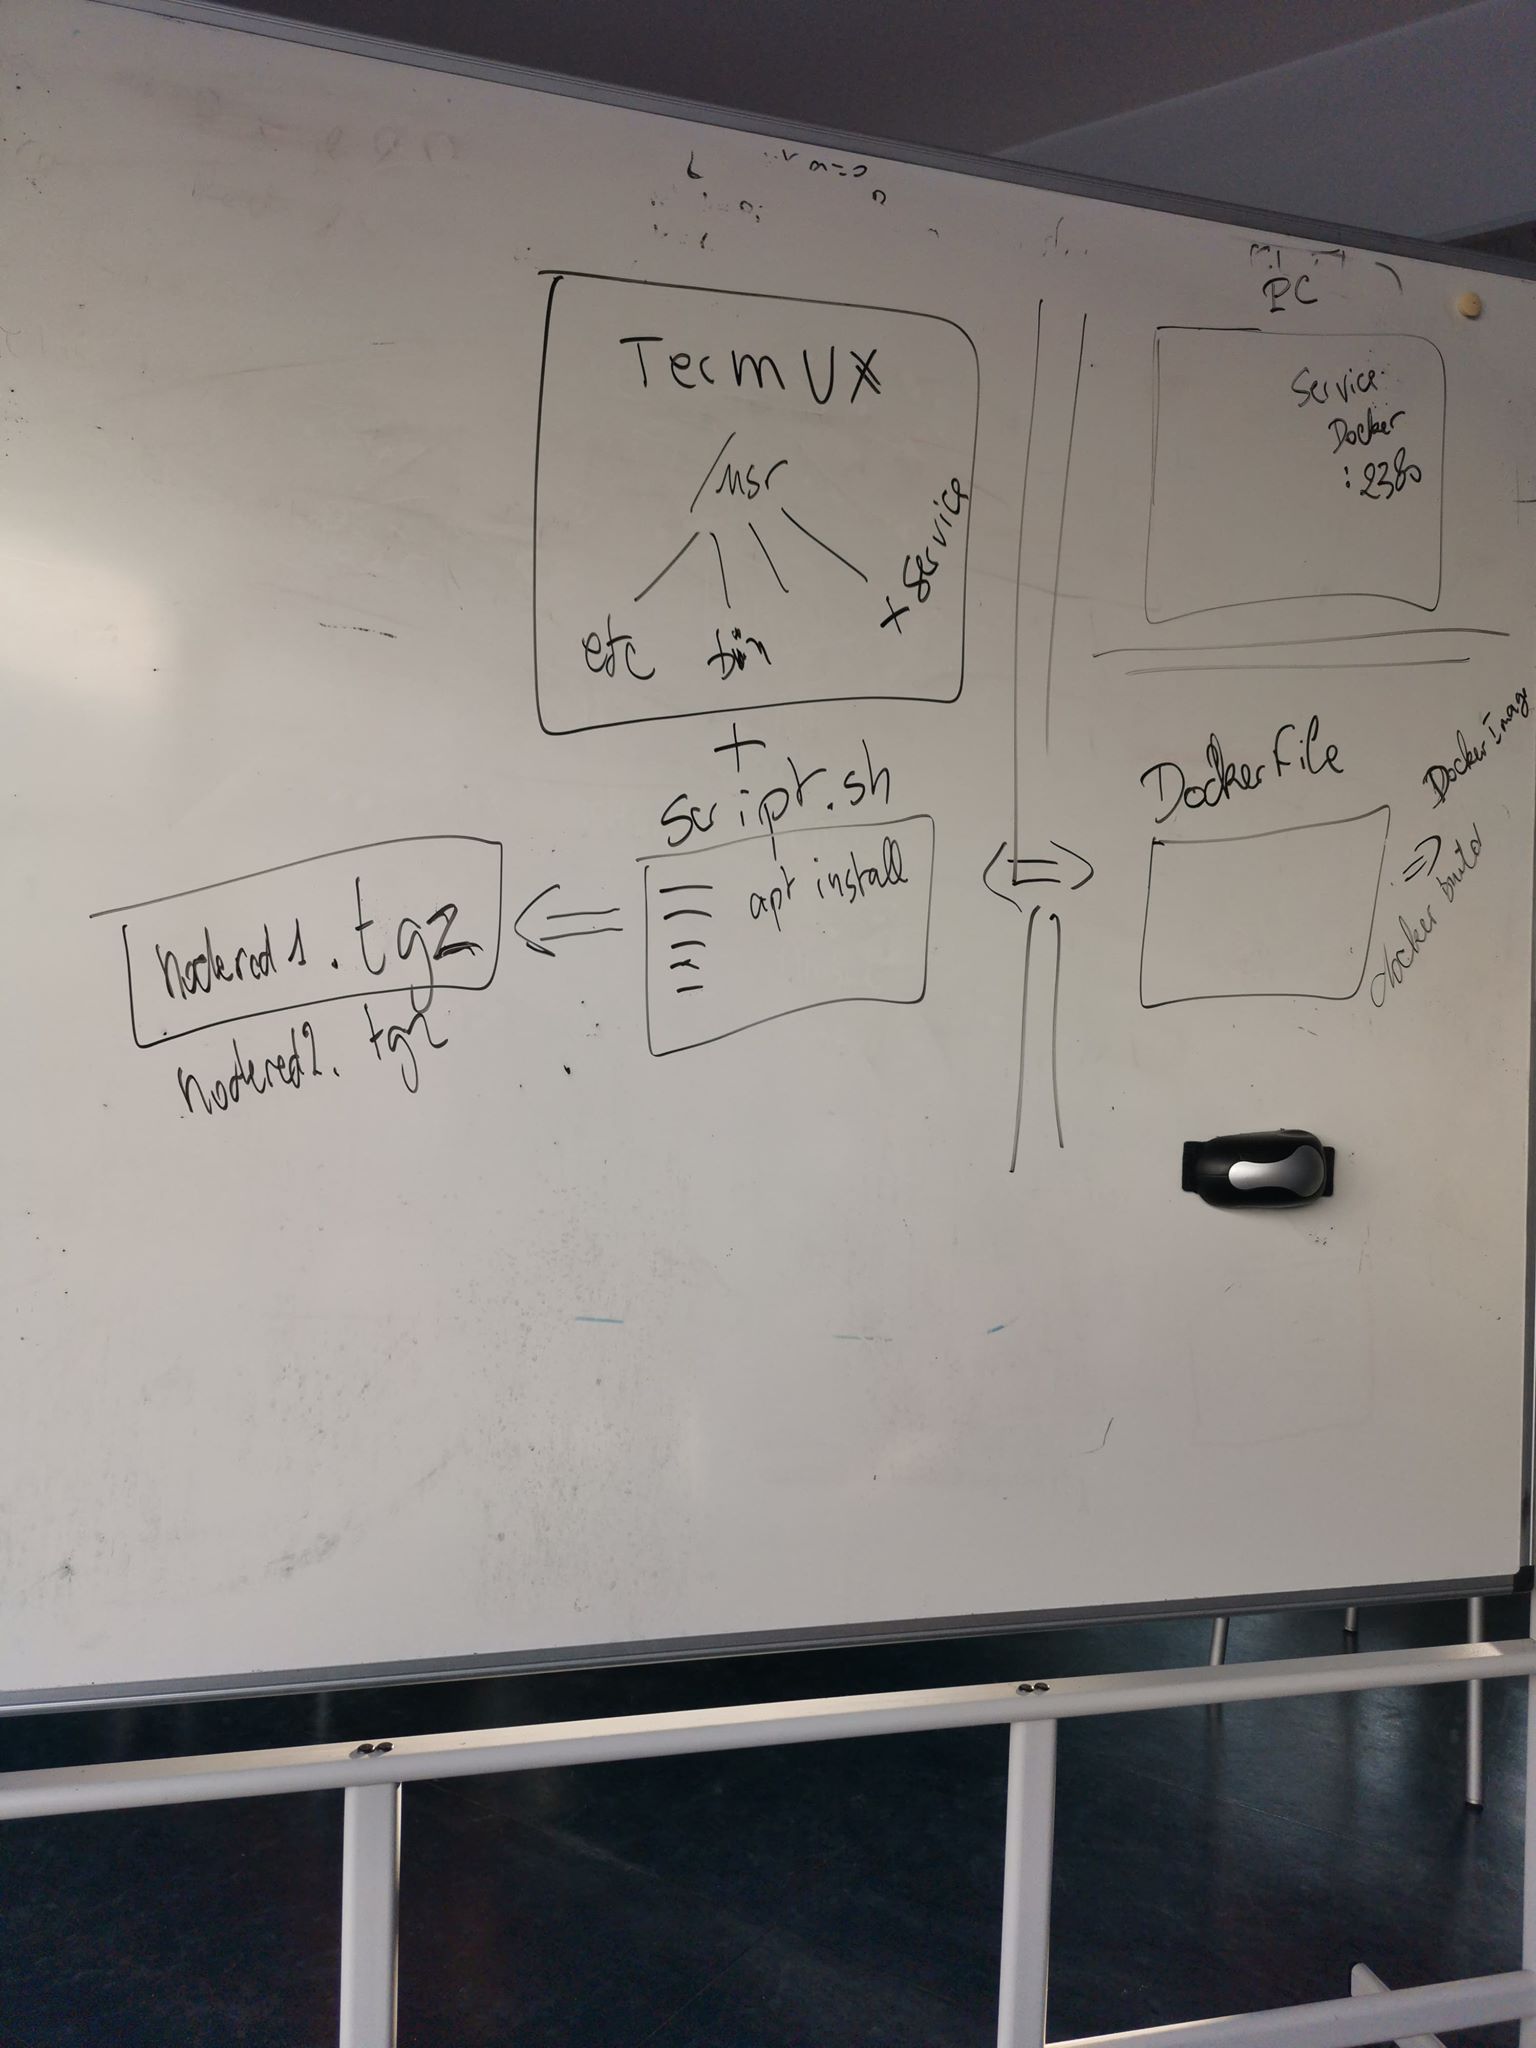 TermUX
/usr
etc
bin
+ Service
+
script.sh
apt install
nodered1.tgz
nodered2.tgz
PC
Service
Docker
:2380
DockerFile
=> Docker Image
docker build